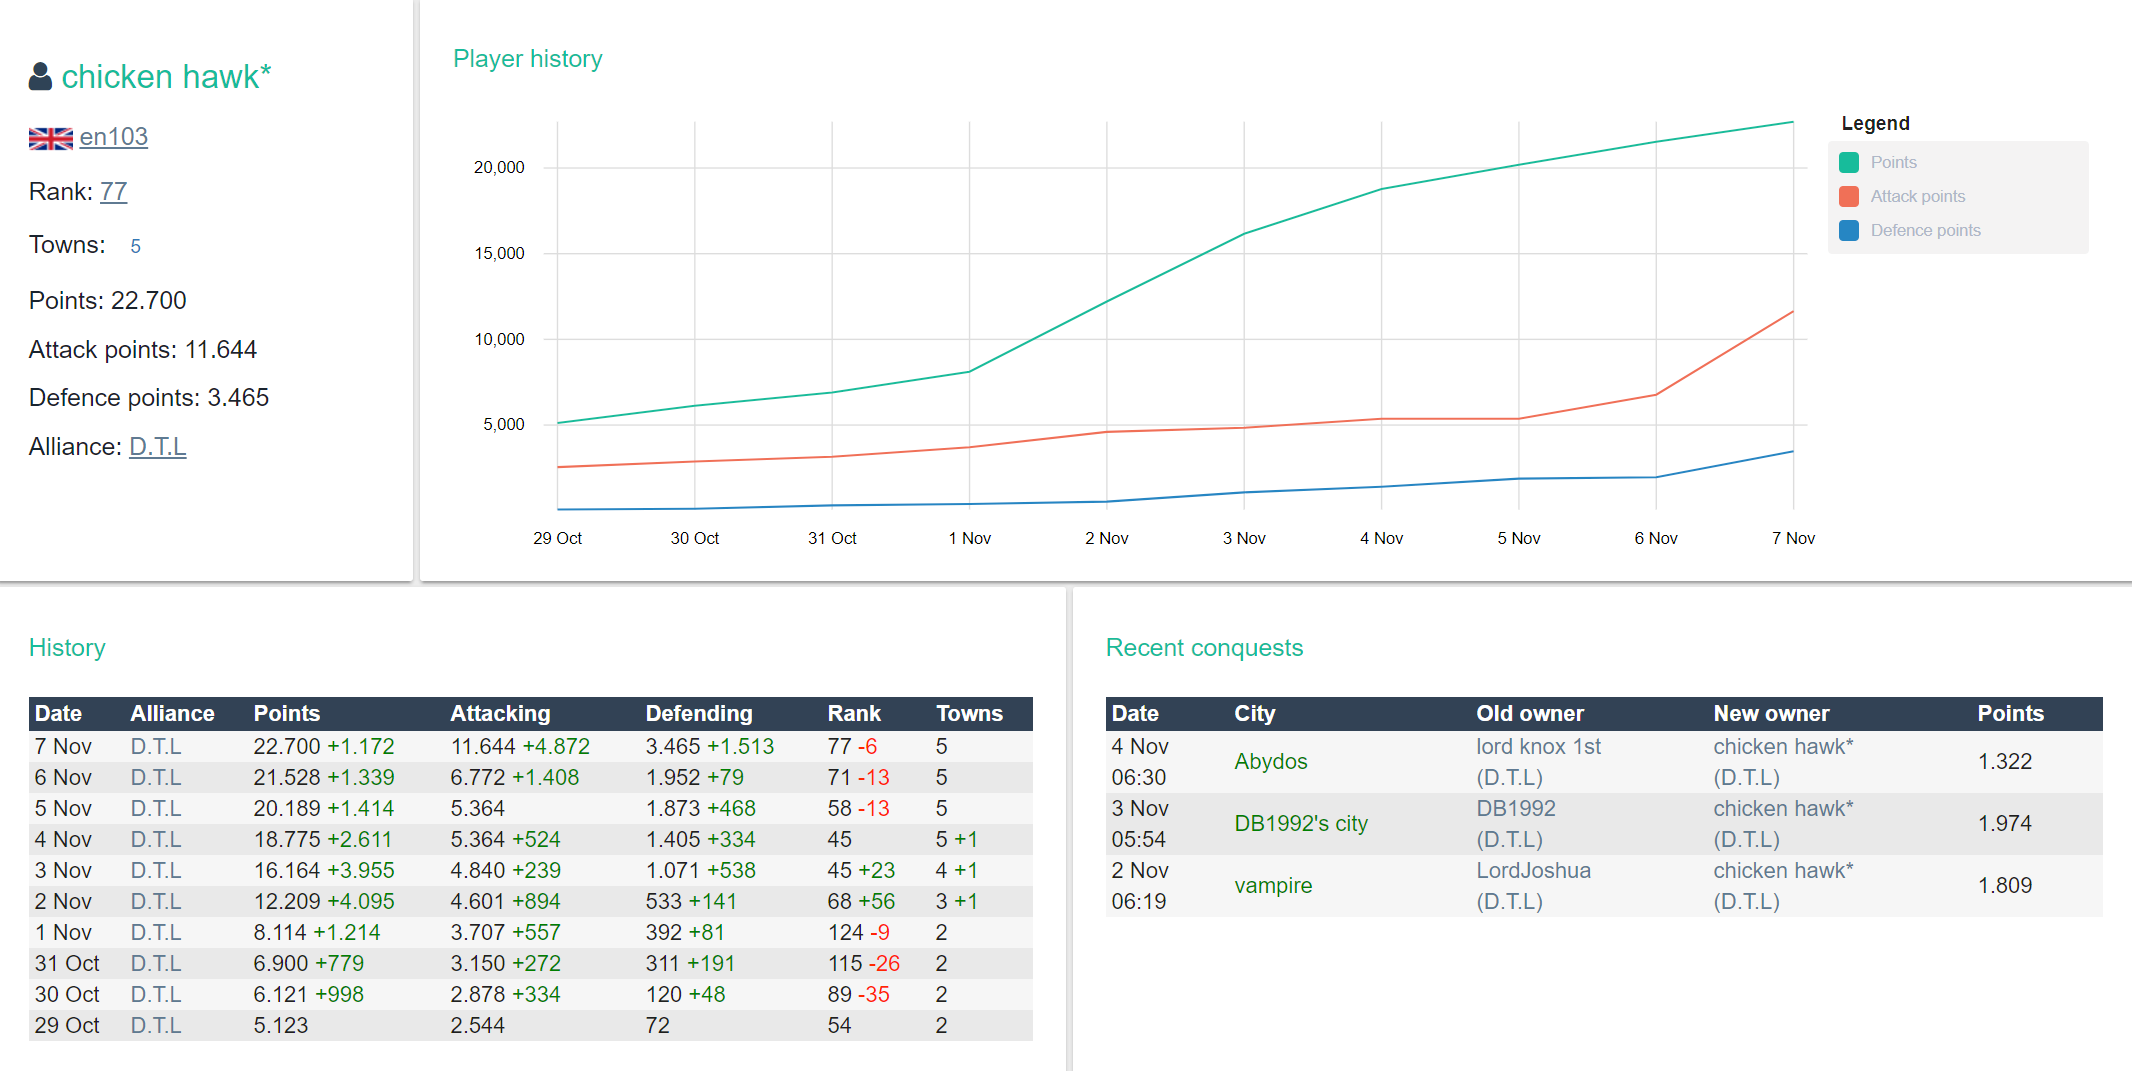 chicken hawk*
en103
Rank: 77
Towns: 5
Points: 22.700
Attack points: 11.644
Defence points: 3.465
Alliance: D.T.L
Player history
20,000
15,000
10,000
5,000
29 Oct 30 Oct 31 Oct 1 Nov 2 Nov 3 Nov 4 Nov 5 Nov 6 Nov 7 Nov
Legend
Points
Attack points
Defence points
History
Date Alliance Points Attacking Defending Rank Towns
7 Nov D.T.L 22.700 +1.172 11.644 +4.872 3.465 +1.513 77 -6 5
6 Nov D.T.L 21.528 +1.339 6.772 +1.408 1.952 +79 71 -13 5
5 Nov D.T.L 20.189 +1.414 5.364 1.873 +468 58 -13 5
4 Nov D.T.L 18.775 +2.611 5.364 +524 1.405 +334 45 5 +1
3 Nov D.T.L 16.164 +3.955 4.840 +239 1.071 +538 45 +23 4 +1
2 Nov D.T.L 12.209 +4.095 4.601 +894 533 +141 68 +56 3 +1
1 Nov D.T.L 8.114 +1.214 3.707 +557 392 +81 124 -9 2
31 Oct D.T.L 6.900 +779 3.150 +272 311 +191 115 -26 2
30 Oct D.T.L 6.121 +998 2.878 +334 120 +48 89 -35 2
29 Oct D.T.L 5.123 2.544 72 54 2
Recent conquests
Date City Old owner New owner Points
4 Nov 06:30 Abydos lord knox 1st (D.T.L) chicken hawk* (D.T.L) 1.322
3 Nov 05:54 DB1992's city DB1992 (D.T.L) chicken hawk* (D.T.L) 1.974
2 Nov 06:19 vampire LordJoshua (D.T.L) chicken hawk* (D.T.L) 1.809